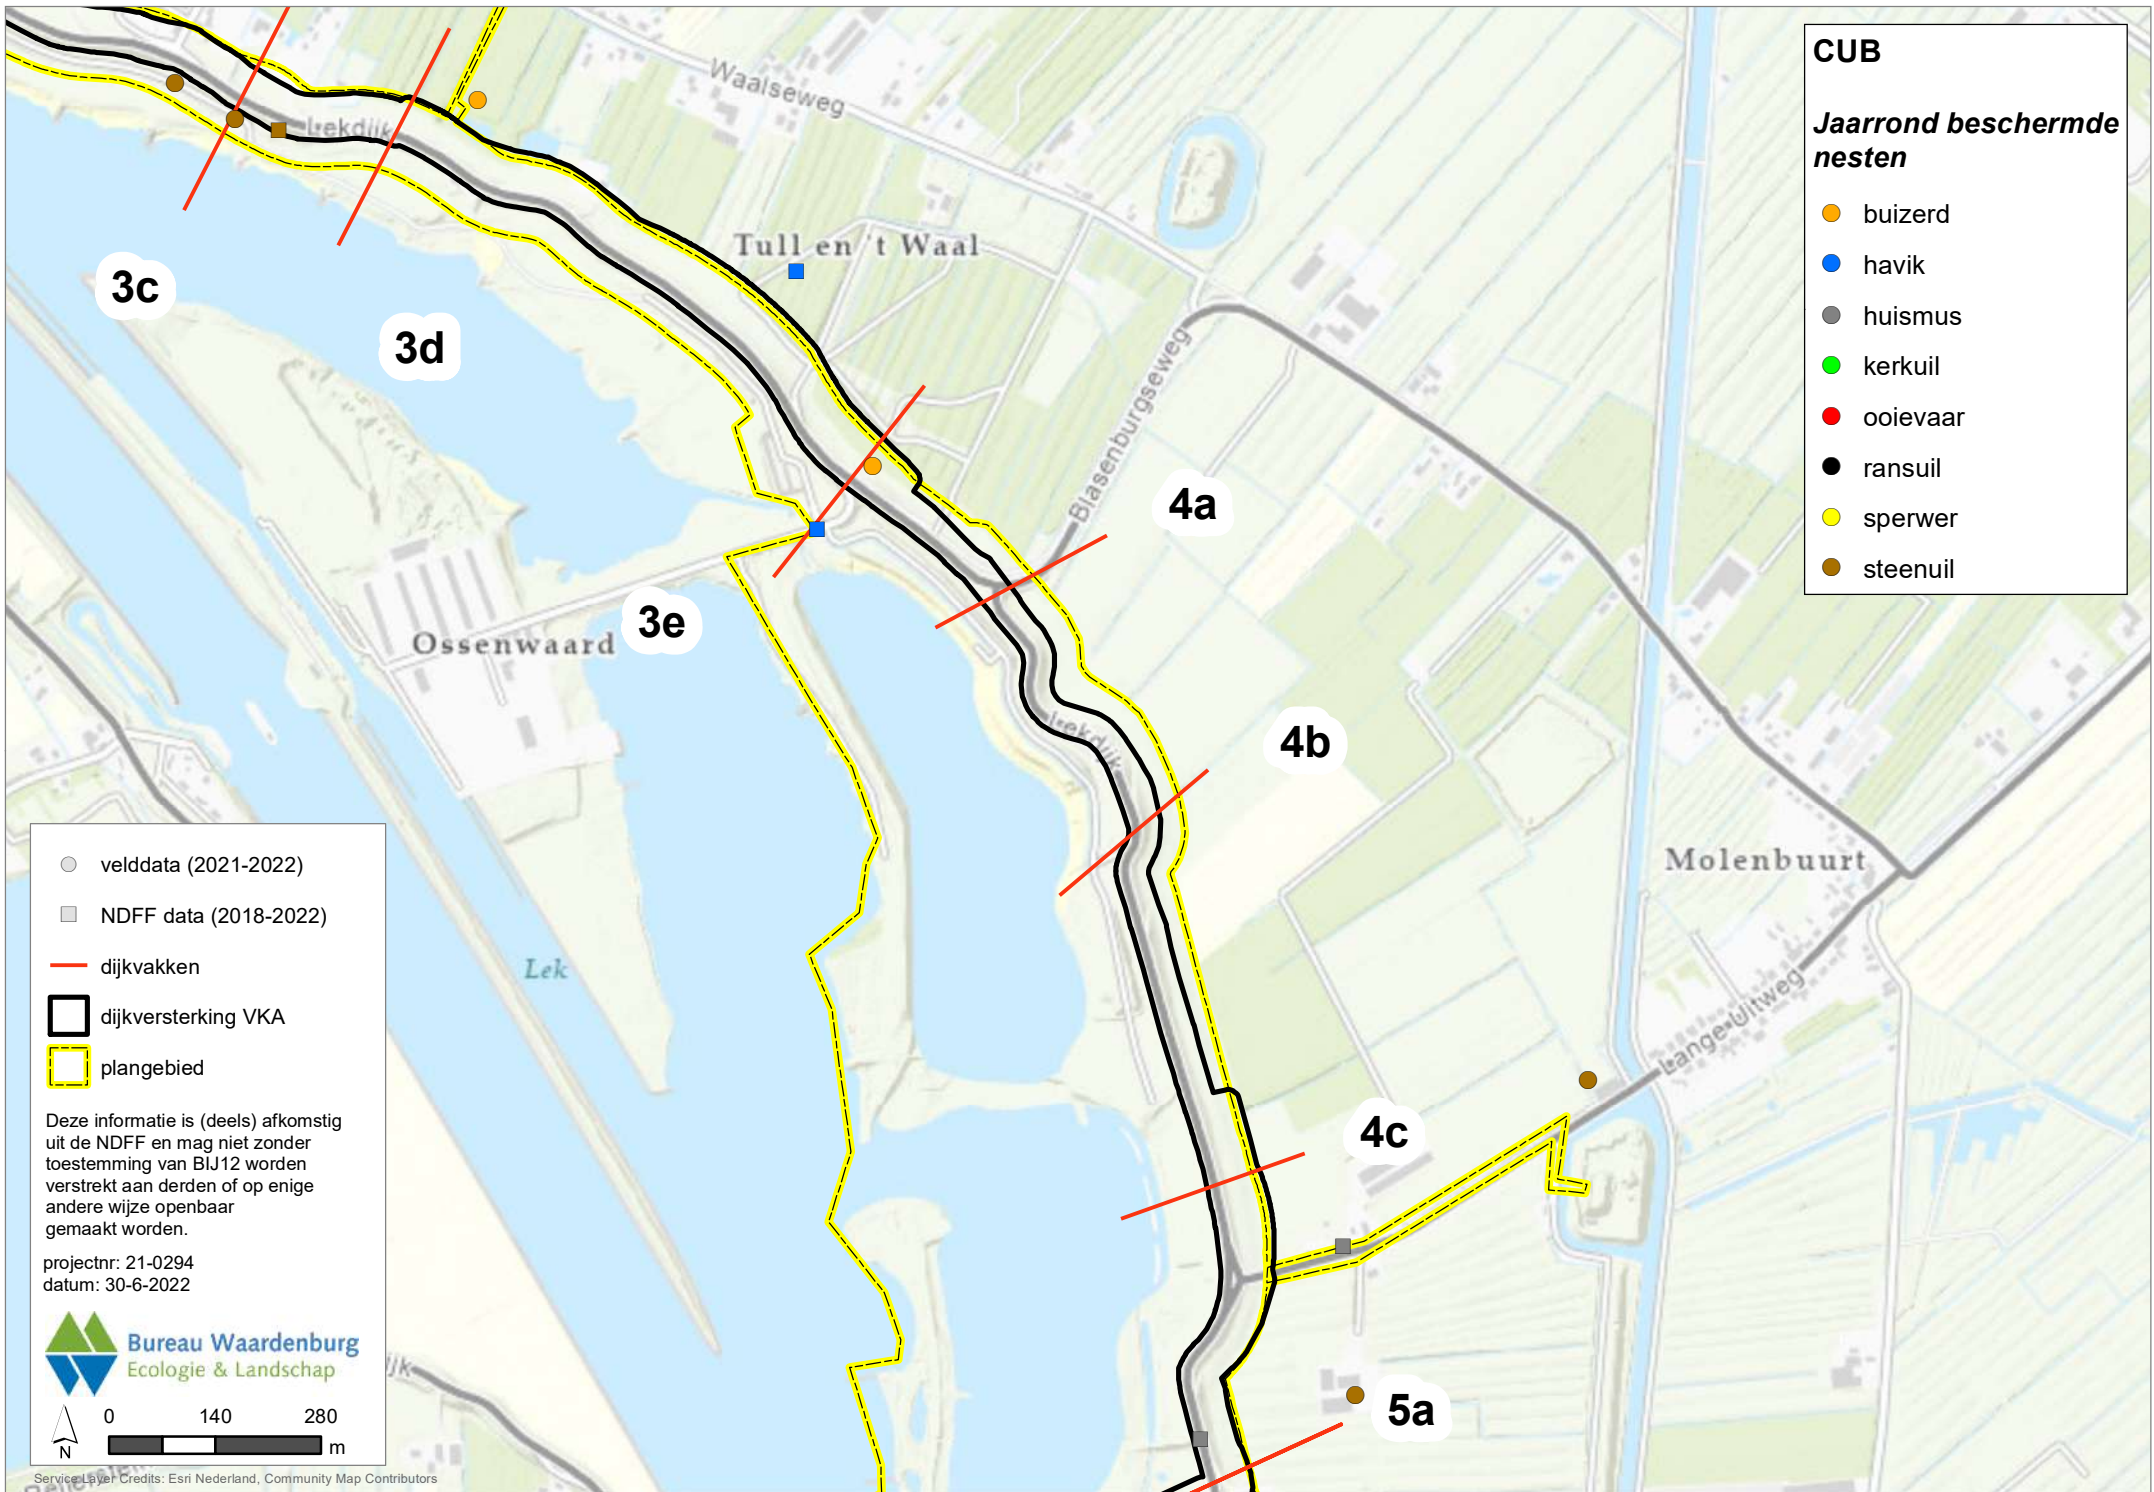 Waalseweg
Lekdijk
Tull en 't Waal
3c
3d
Blasenburgseweg
4a
3e
Ossenwaard
Lekdijk
4b
Molenbuurt
Lek
Lange Uitweg
4c
5a
CUB
Jaarrond beschermde
nesten
buizerd
havik
huismus
kerkuil
ooievaar
ransuil
sperwer
steenuil
velddata (2021-2022)
NDFF data (2018-2022)
dijkvakken
dijkversterking VKA
plangebied
Deze informatie is (deels) afkomstig
uit de NDFF en mag niet zonder
toestemming van BIJ12 worden
verstrekt aan derden of op enige
andere wijze openbaar
gemaakt worden.
projectnr: 21-0294
datum: 30-6-2022
Bureau Waardenburg
Ecologie & Landschap
0 140 280
m
N
ijk
Service Layer Credits: Esri Nederland, Community Map Contributors